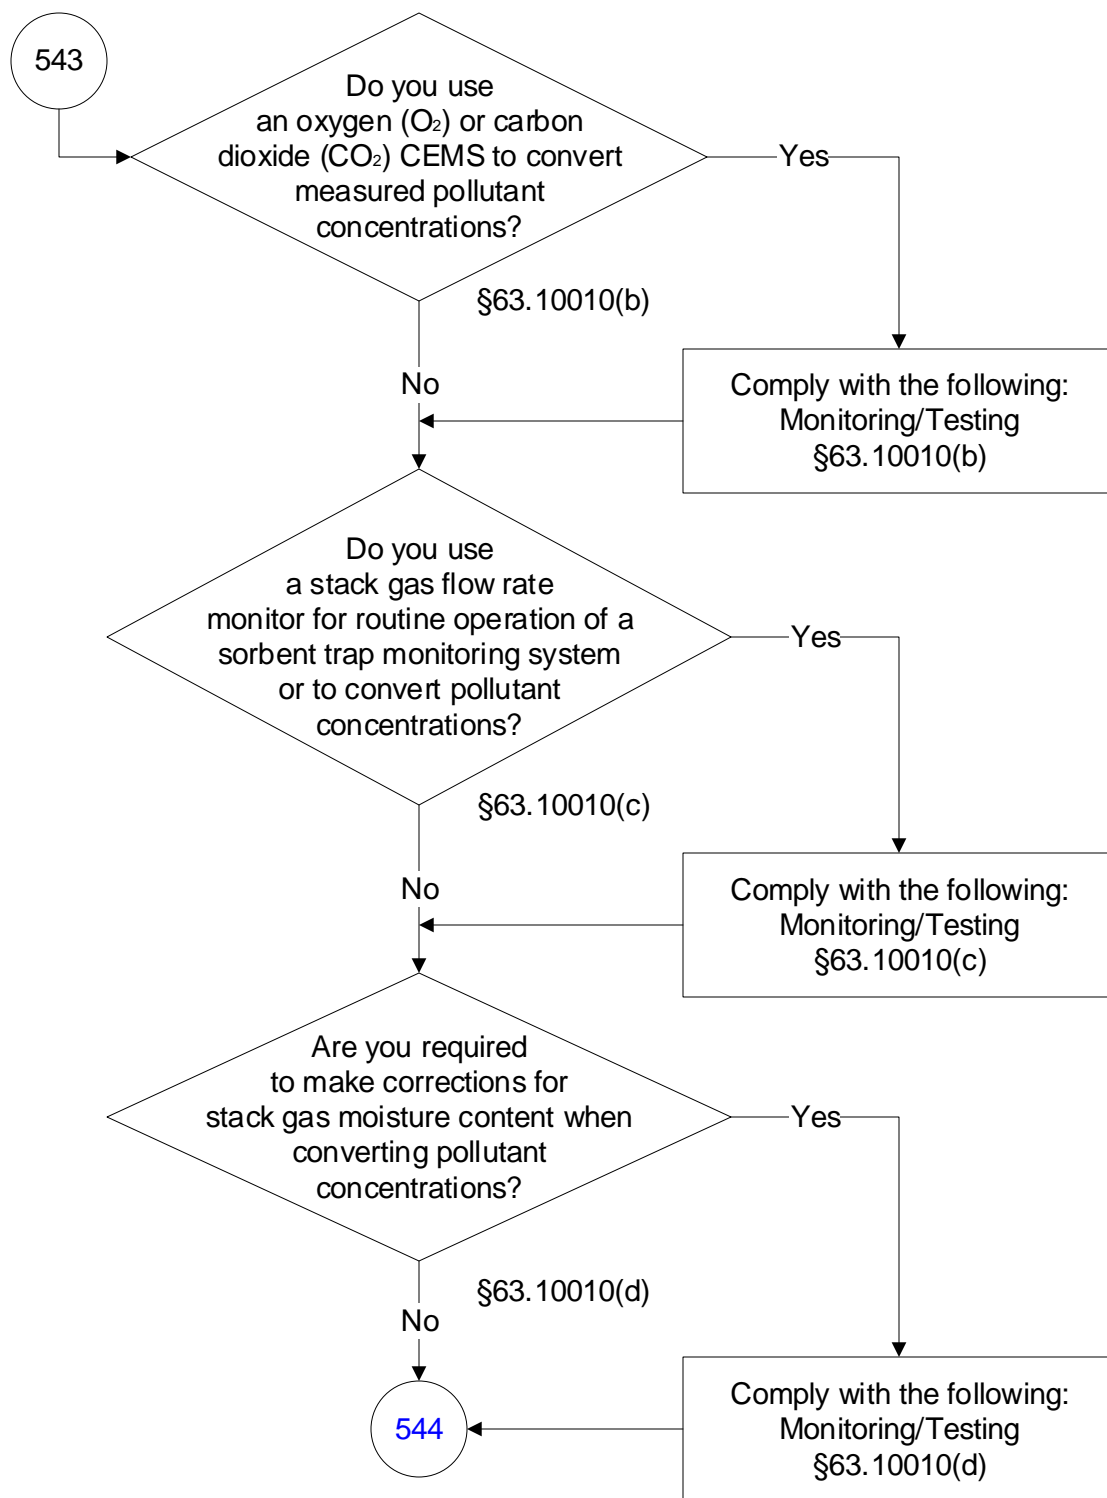 543
Do you use
an oxygen (O₂) or carbon
dioxide (CO₂) CEMS to convert
measured pollutant
concentrations?
Yes
§63.10010(b)
No
Comply with the following:
Monitoring/Testing
§63.10010(b)
Do you use
a stack gas flow rate
monitor for routine operation of a
sorbent trap monitoring system
or to convert pollutant
concentrations?
Yes
§63.10010(c)
No
Comply with the following:
Monitoring/Testing
§63.10010(c)
Are you required
to make corrections for
stack gas moisture content when
converting pollutant
concentrations?
Yes
§63.10010(d)
No
Comply with the following:
Monitoring/Testing
§63.10010(d)
544